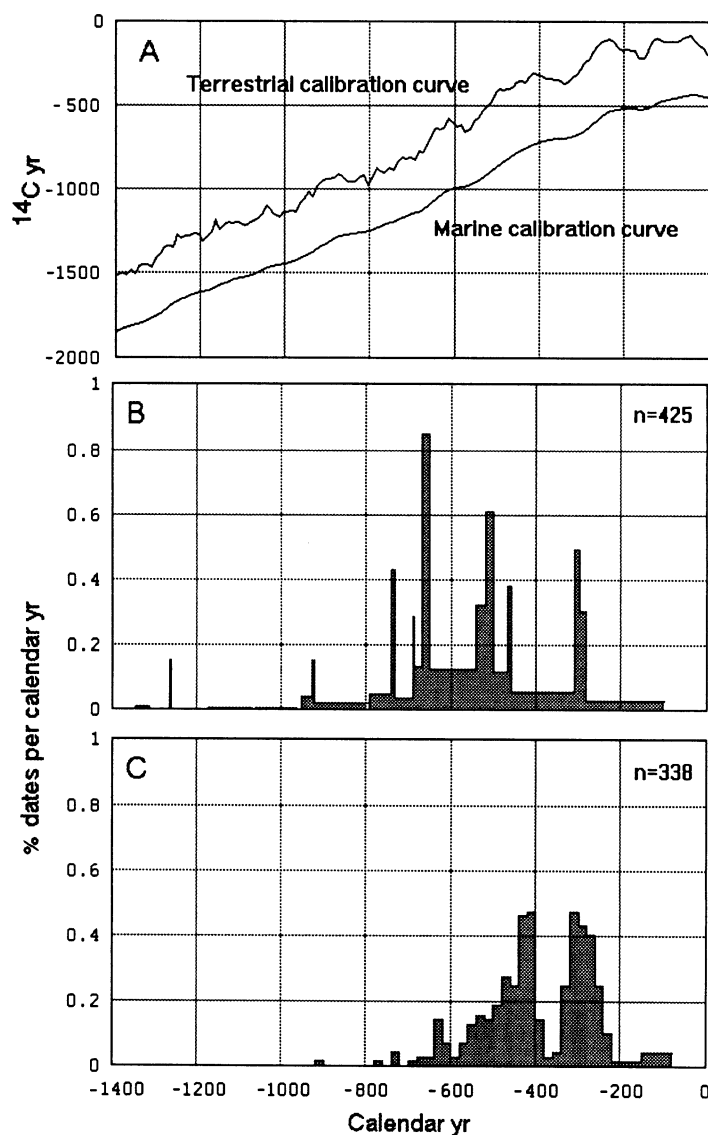 0
A
Terrestrial calibration curve
-500
14C yr
-1000
Marine calibration curve
-1500
-2000
1
B
n=425
0.8
0.6
0.4
0.2
0
% dates per calendar yr
1
C
n=338
0.8
0.6
0.4
0.2
0
-1400 -1200 -1000 -800 -600 -400 -200 0
Calendar yr